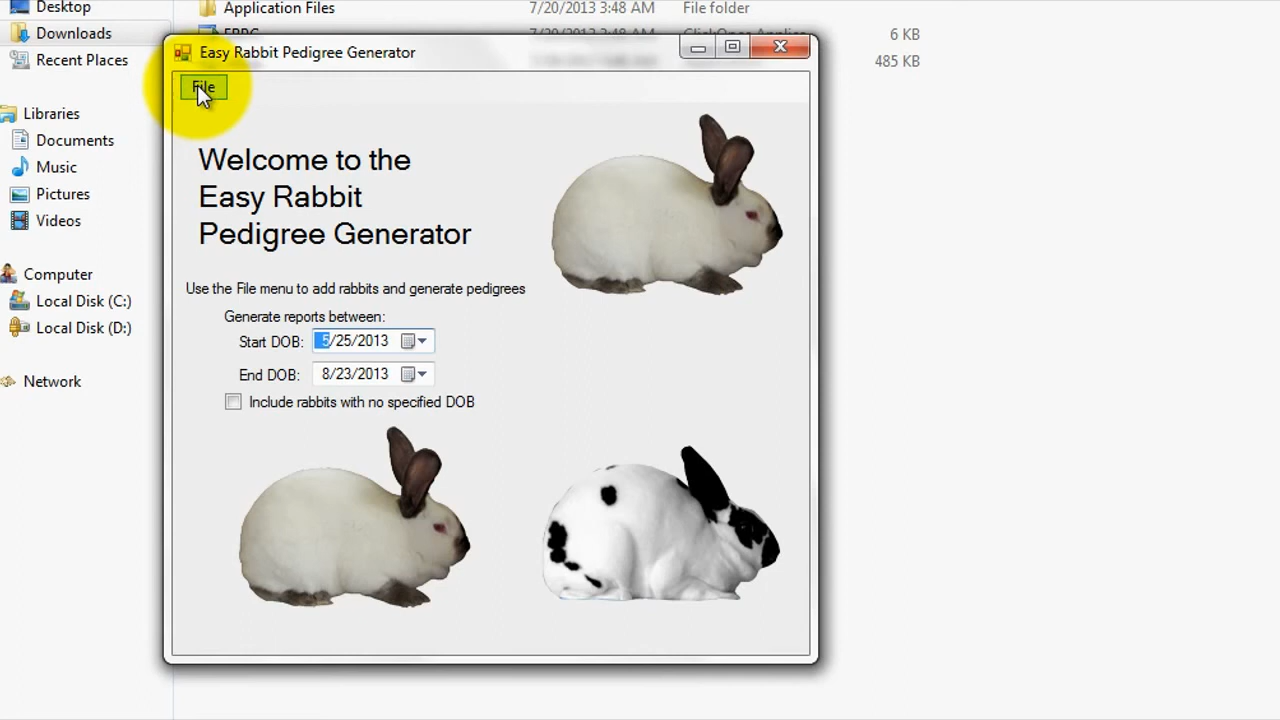 Desktop
Application Files 7/20/2013 3:48 AM File folder
Downloads
6 KB
Recent Places
485 KB
Easy Rabbit Pedigree Generator
File
Libraries
Documents
Music
Pictures
Videos
Computer
Local Disk (C:)
Local Disk (D:)
Network
Welcome to the
Easy Rabbit
Pedigree Generator
Use the File menu to add rabbits and generate pedigrees
Generate reports between:
Start DOB: 5/25/2013
End DOB: 8/23/2013
Include rabbits with no specified DOB